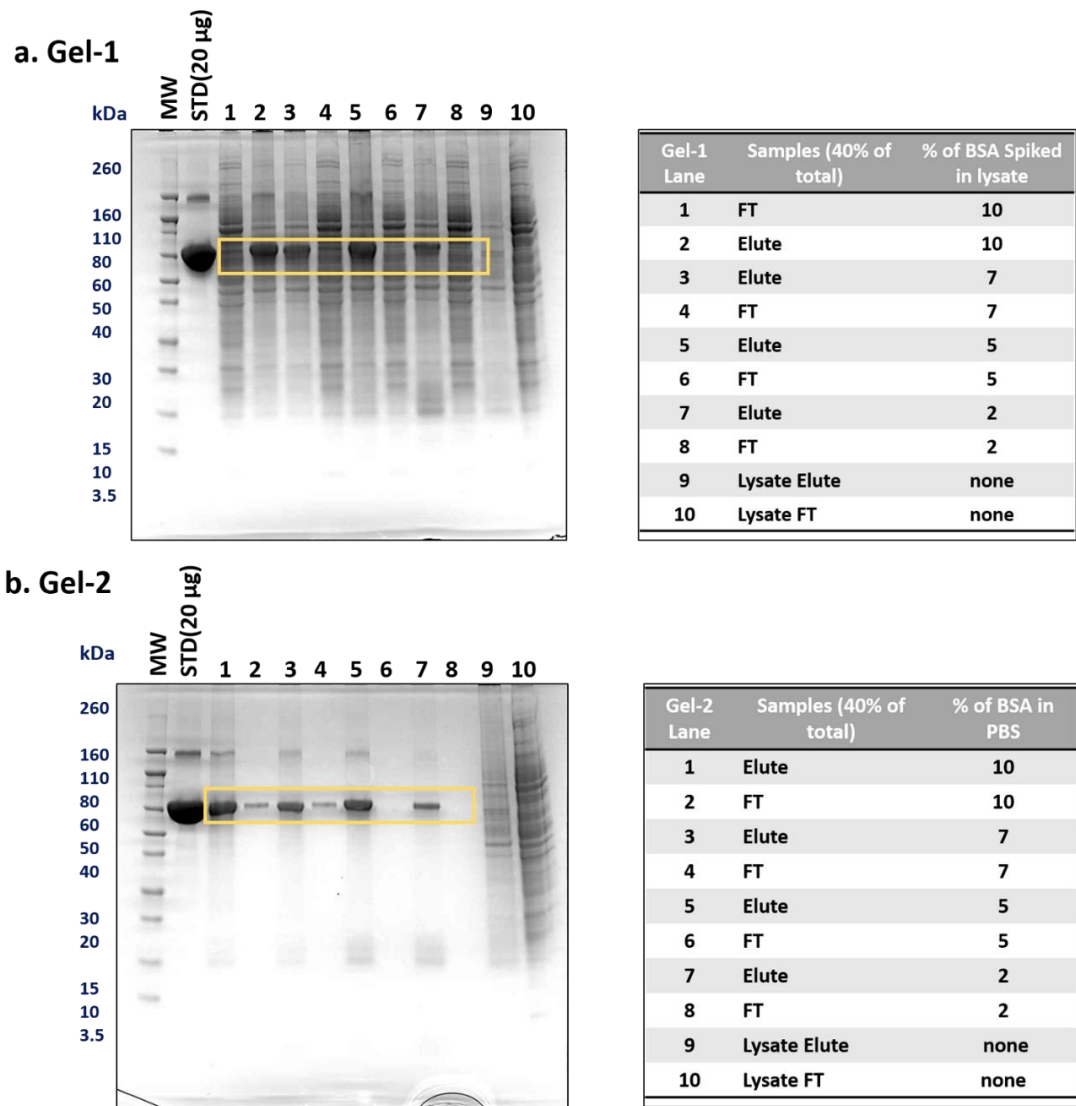 a. Gel-1
MW
STD(20 µg)
kDa 1 2 3 4 5 6 7 8 9 10
260
160
110
80
60
50
40
30
20
15
10
3.5
Gel-1 Lane Samples (40% of total) % of BSA Spiked in lysate
1 FT 10
2 Elute 10
3 Elute 7
4 FT 7
5 Elute 5
6 FT 5
7 Elute 2
8 FT 2
9 Lysate Elute none
10 Lysate FT none
b. Gel-2
MW
STD(20 µg)
kDa 1 2 3 4 5 6 7 8 9 10
260
160
110
80
60
50
40
30
20
15
10
3.5
Gel-2 Lane Samples (40% of total) % of BSA in PBS
1 Elute 10
2 FT 10
3 Elute 7
4 FT 7
5 Elute 5
6 FT 5
7 Elute 2
8 FT 2
9 Lysate Elute none
10 Lysate FT none